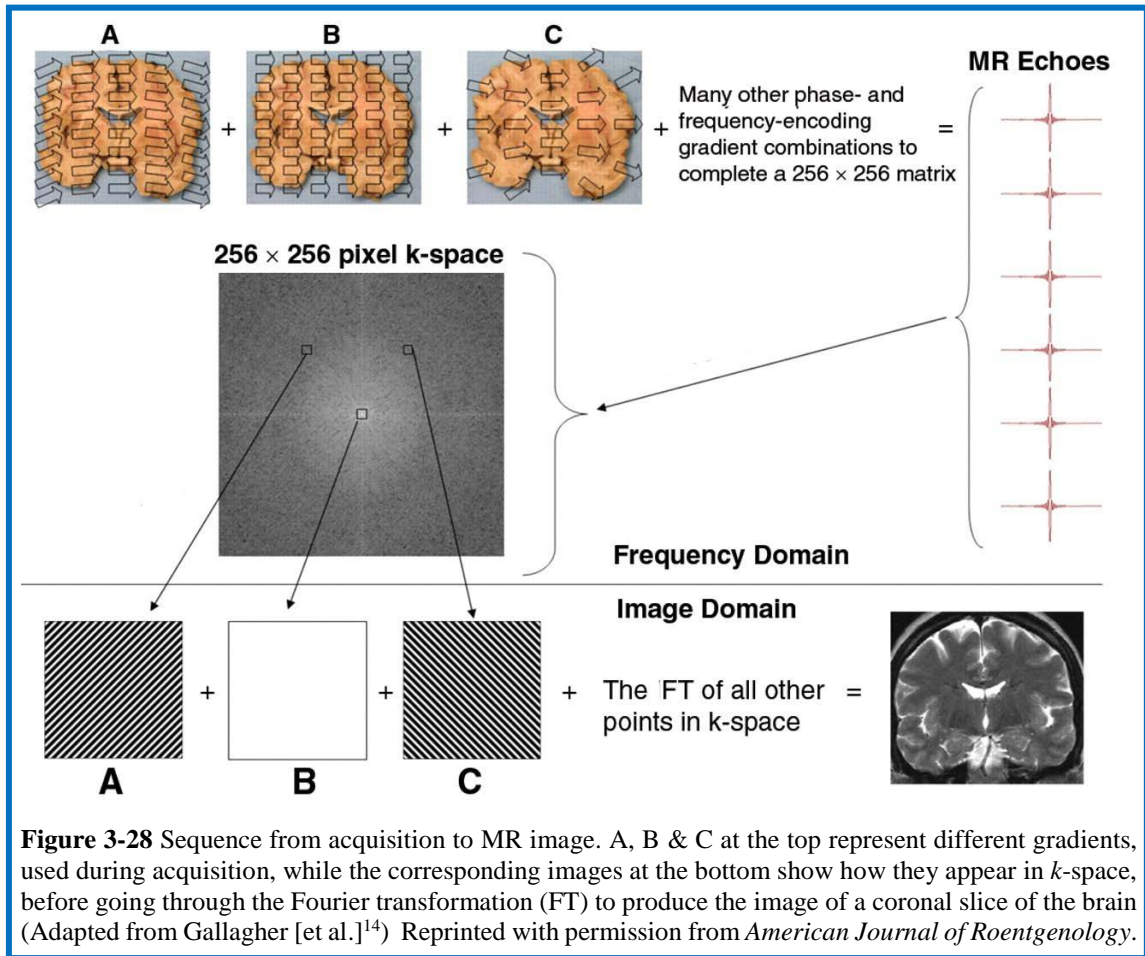 A
B
C
MR Echoes
+
+
+
Many other phase- and
frequency-encoding
gradient combinations to
complete a 256 × 256 matrix
=
256 × 256 pixel k-space
Frequency Domain
Image Domain
+
+
+
The FT of all other
points in k-space
=
A
B
C
Figure 3-28 Sequence from acquisition to MR image. A, B & C at the top represent different gradients,
used during acquisition, while the corresponding images at the bottom show how they appear in k-space,
before going through the Fourier transformation (FT) to produce the image of a coronal slice of the brain
(Adapted from Gallagher [et al.]14) Reprinted with permission from American Journal of Roentgenology.